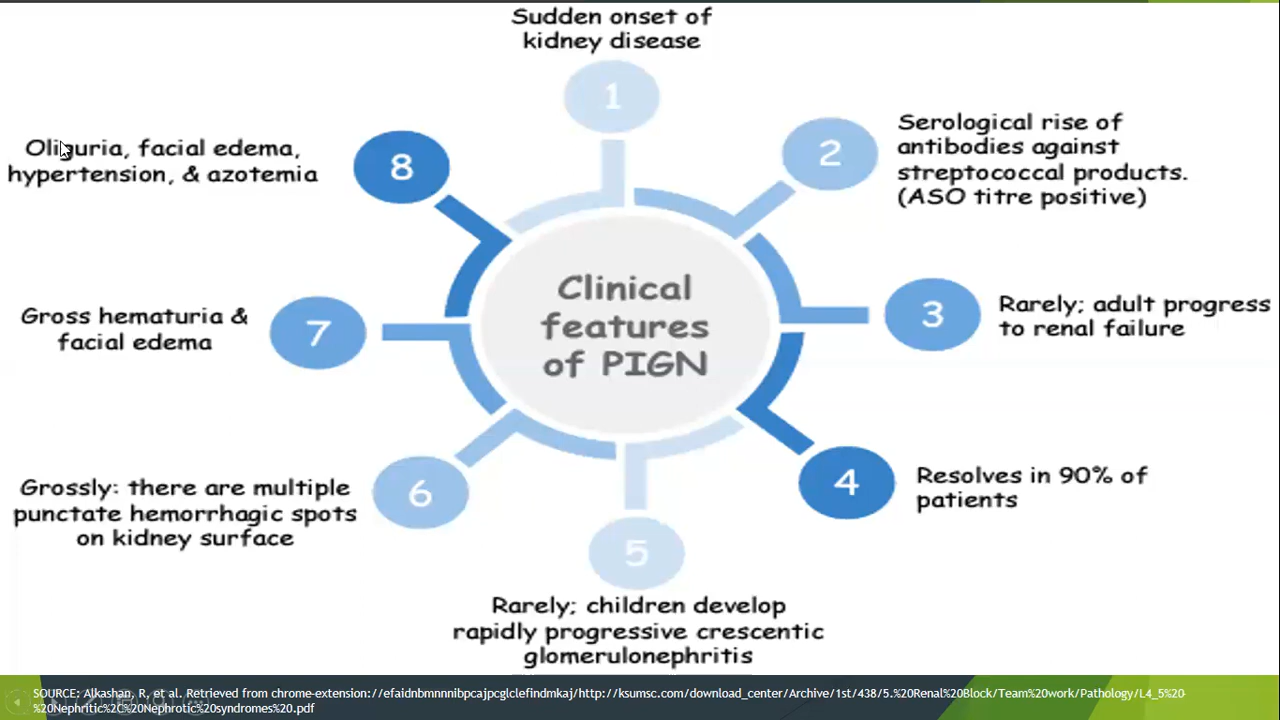 Sudden onset of
kidney disease
1
Serological rise of
antibodies against
streptococcal products.
(ASO titre positive)
2
Rarely; adult progress
to renal failure
3
Resolves in 90% of
patients
4
5
Rarely; children develop
rapidly progressive crescentic
glomerulonephritis
Grossly: there are multiple
punctate hemorrhagic spots
on kidney surface
6
Gross hematuria &
facial edema
7
Oliguria, facial edema,
hypertension, & azotemia
8
Clinical
features
of PIGN
SOURCE: Alkashan, R, et al. Retrieved from chrome-extension://efaidnbmnnnibpcajpcglclefindmkaj/http://ksumsc.com/download_center/Archive/1st/438/5.%20Renal%20Block/Team%20work/Pathology/L4_5%20-
%20Nephritic%2C%20Nephrotic%20syndromes%20.pdf